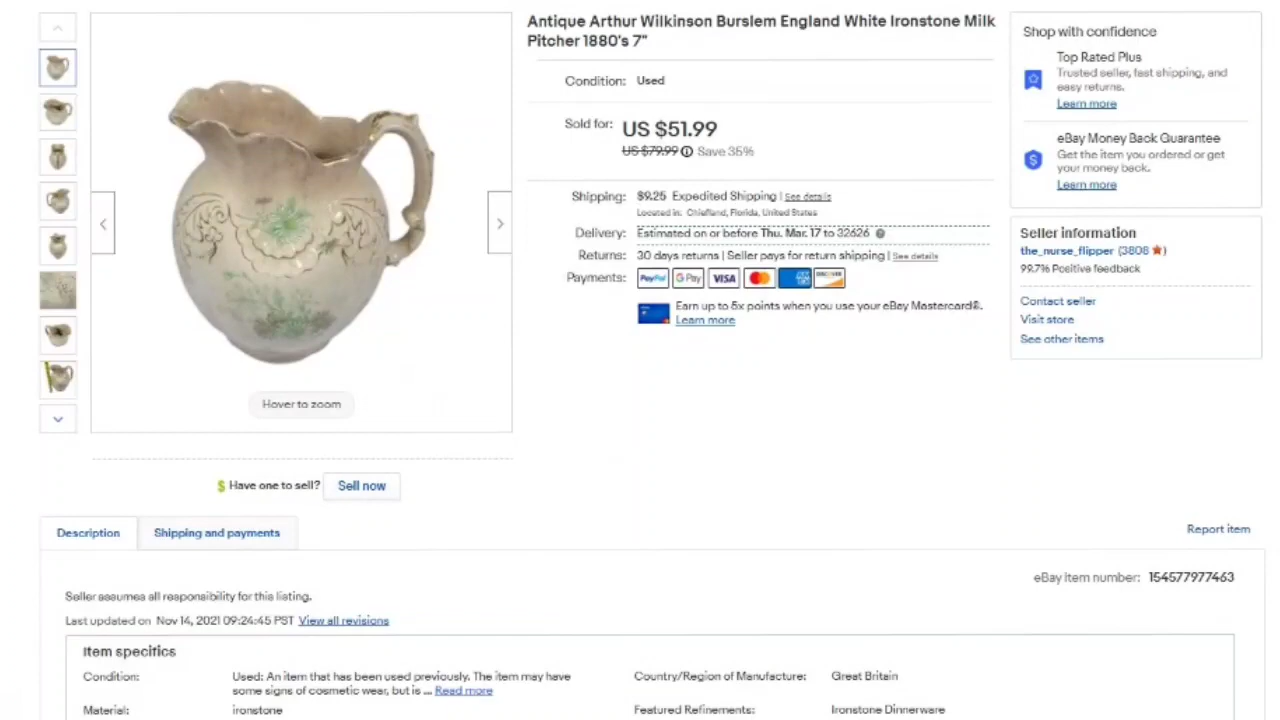 Antique Arthur Wilkinson Burslem England White Ironstone Milk
Pitcher 1880's 7"
Condition: Used
Sold for: US $51.99
US $79.99 Save 35%
Shipping: $9.25 Expedited Shipping | See details
Located in: Chiefland, Florida, United States
Delivery: Estimated on or before Thu. Mar. 17 to 32626
Returns: 30 days returns | Seller pays for return shipping | See details
Payments: PayPal G Pay VISA DISCOVER
Earn up to 5x points when you use your eBay Mastercard®.
Learn more
Shop with confidence
Top Rated Plus
Trusted seller, fast shipping, and
easy returns.
Learn more
eBay Money Back Guarantee
Get the item you ordered or get
your money back.
Learn more
Seller information
the_nurse_flipper (3808)
99.7% Positive feedback
Contact seller
Visit store
See other items
Hover to zoom
Have one to sell? Sell now
Description
Shipping and payments
Report item
eBay item number: 154577977463
Seller assumes all responsibility for this listing.
Last updated on Nov 14, 2021 09:24:45 PST View all revisions
Item specifics
Condition: Used: An item that has been used previously. The item may have
some signs of cosmetic wear, but is ... Read more
Country/Region of Manufacture: Great Britain
Material: ironstone
Featured Refinements: Ironstone Dinnerware